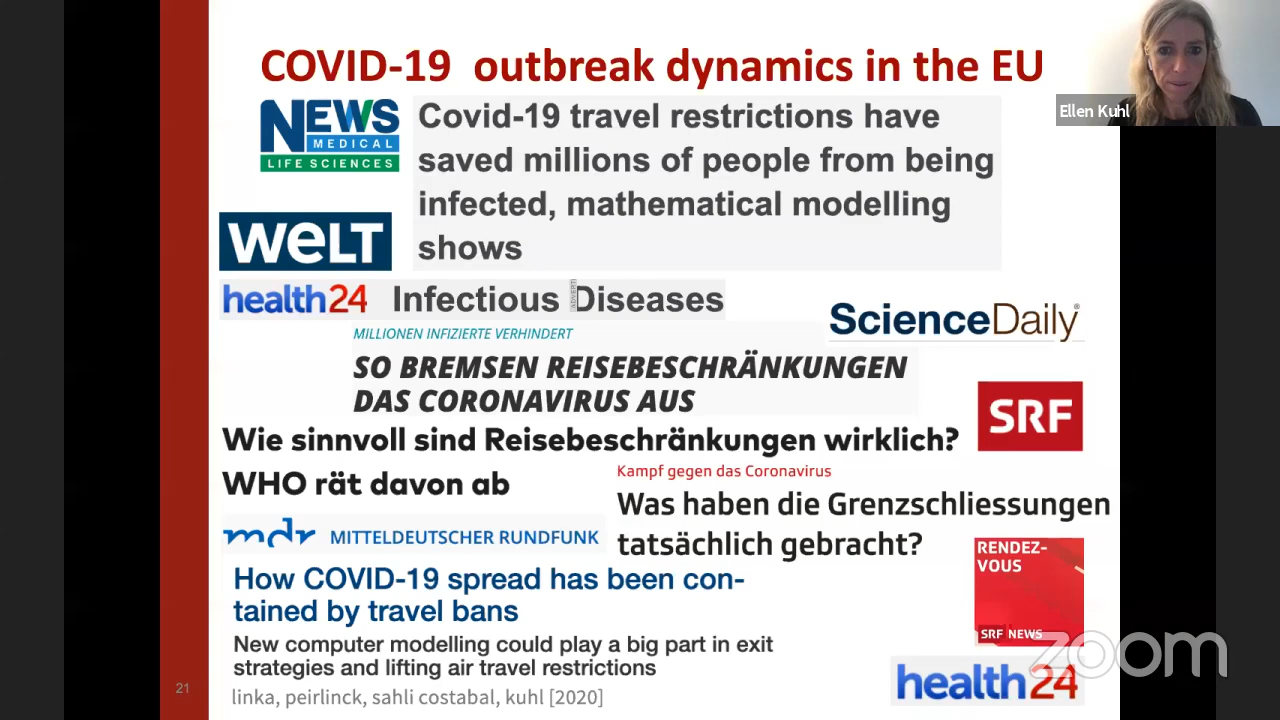 COVID-19 outbreak dynamics in the EU
Ellen Kuhl
NEWS
MEDICAL
LIFE SCIENCES
Covid-19 travel restrictions have
saved millions of people from being
infected, mathematical modelling
shows
WELT
health24
Infectious Diseases
ScienceDaily®
MILLIONEN INFIZIERTE VERHINDERT
SO BREMSEN REISEBESCHRÄNKUNGEN
DAS CORONAVIRUS AUS
SRF
Wie sinnvoll sind Reisebeschränkungen wirklich?
WHO rät davon ab
Kampf gegen das Coronavirus
Was haben die Grenzschliessungen
tatsächlich gebracht?
mdr MITTELDEUTSCHER RUNDFUNK
RENDEZ-
VOUS
SRF NEWS
How COVID-19 spread has been con-
tained by travel bans
New computer modelling could play a big part in exit
strategies and lifting air travel restrictions
linka, peirlinck, sahli costabal, kuhl [2020]
health24
zoom
21